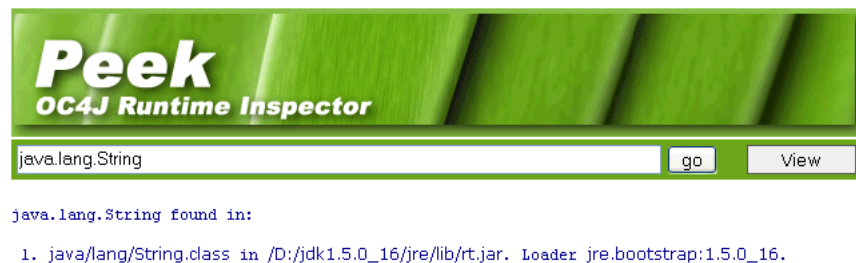 Peek
OC4J Runtime Inspector
java.lang.String
go
View
java.lang.String found in:
1. java/lang/String.class in /D:/jdk1.5.0_16/jre/lib/rt.jar. Loader jre.bootstrap:1.5.0_16.